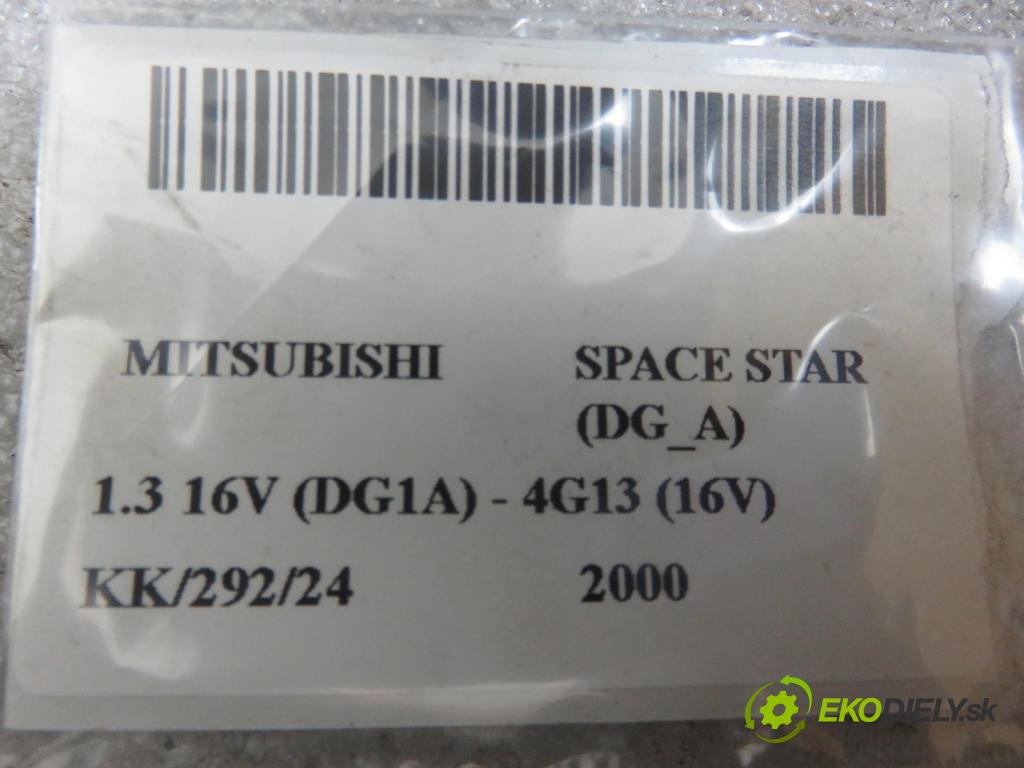 MITSUBISHI SPACE STAR
(DG_A)
1.3 16V (DG1A) - 4G13 (16V)
KK/292/24 2000
EKODIELY.sk